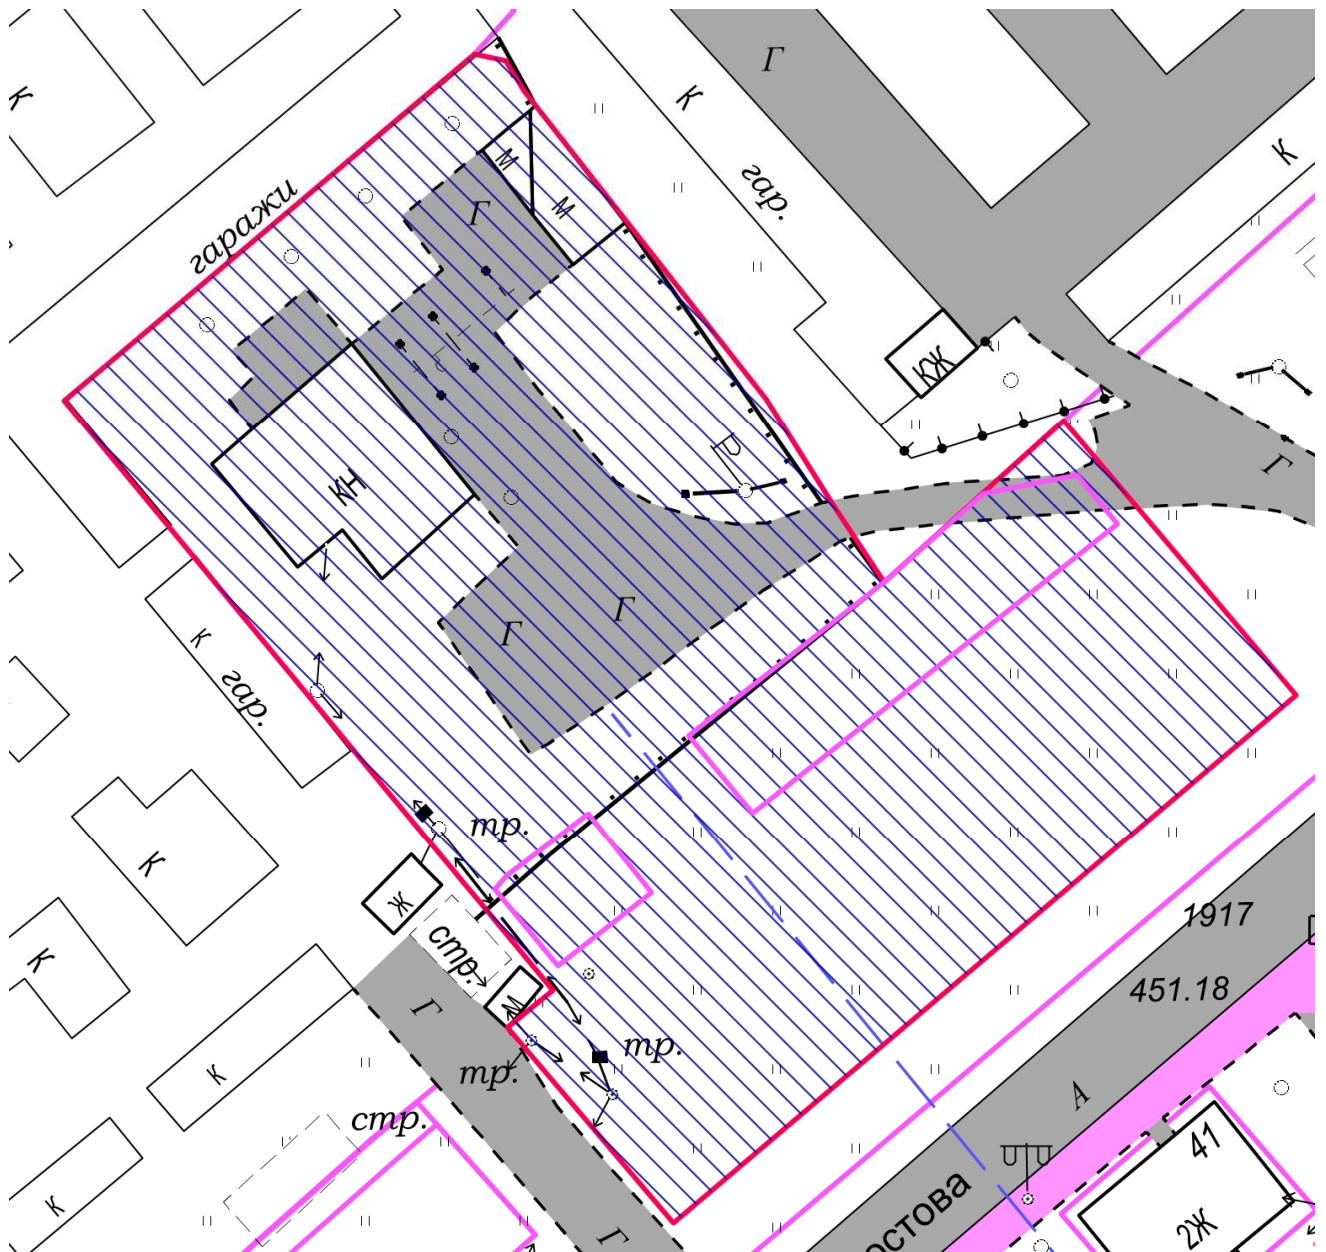 Г
К
К
К
М
гар.
гаражи
М
Г
КЖ
КН
Г
Г
Г
К
гар.
тр.
К
Ж
1917
К
стр.
451.18
М
Г
тр.
К
тр.
А
стр.
41
К
остова
2Ж
Г